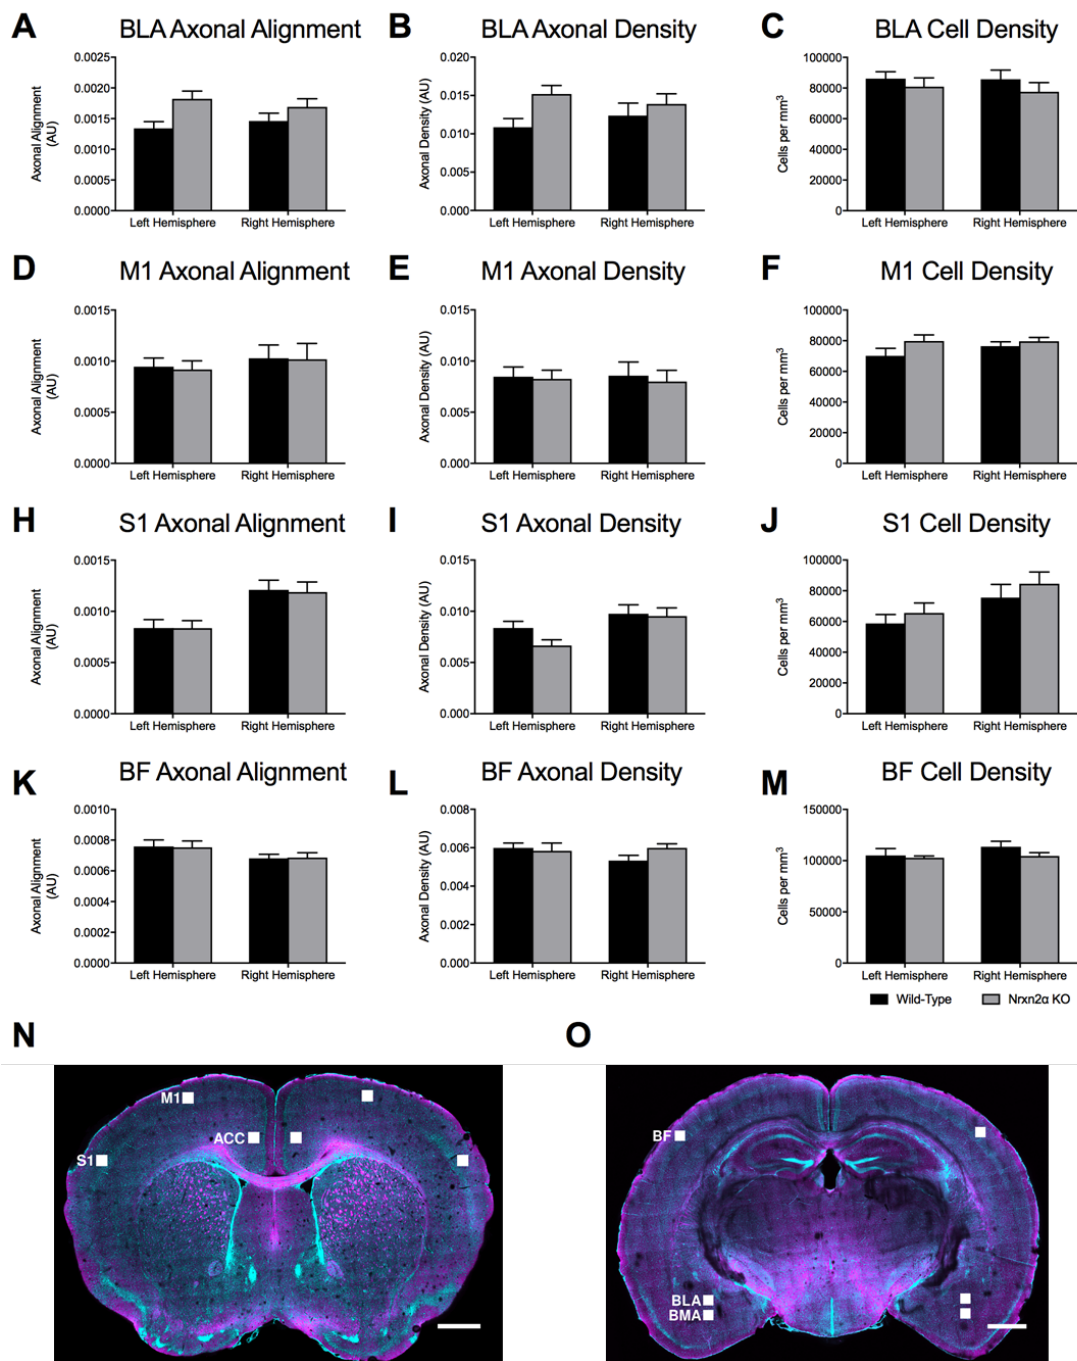 A BLA Axonal Alignment
0.0025
0.0020
0.0015
0.0010
0.0005
0.0000
Axonal Alignment
(AU)
Left Hemisphere Right Hemisphere
B BLA Axonal Density
0.020
0.015
0.010
0.005
0.000
Axonal Density (AU)
Left Hemisphere Right Hemisphere
C BLA Cell Density
100000
80000
60000
40000
20000
0
Cells per mm³
Left Hemisphere Right Hemisphere
D M1 Axonal Alignment
0.0015
0.0010
0.0005
0.0000
Axonal Alignment
(AU)
Left Hemisphere Right Hemisphere
E M1 Axonal Density
0.015
0.010
0.005
0.000
Axonal Density (AU)
Left Hemisphere Right Hemisphere
F M1 Cell Density
100000
80000
60000
40000
20000
0
Cells per mm³
Left Hemisphere Right Hemisphere
H S1 Axonal Alignment
0.0015
0.0010
0.0005
0.0000
Axonal Alignment
(AU)
Left Hemisphere Right Hemisphere
I S1 Axonal Density
0.015
0.010
0.005
0.000
Axonal Density (AU)
Left Hemisphere Right Hemisphere
J S1 Cell Density
100000
80000
60000
40000
20000
0
Cells per mm³
Left Hemisphere Right Hemisphere
K BF Axonal Alignment
0.0010
0.0008
0.0006
0.0004
0.0002
0.0000
Axonal Alignment
(AU)
Left Hemisphere Right Hemisphere
L BF Axonal Density
0.008
0.006
0.004
0.002
0.000
Axonal Density (AU)
Left Hemisphere Right Hemisphere
M BF Cell Density
150000
100000
50000
0
Cells per mm³
Left Hemisphere Right Hemisphere
Wild-Type Nrxn2α KO
N
M1
ACC
S1
O
BF
BLA
BMA